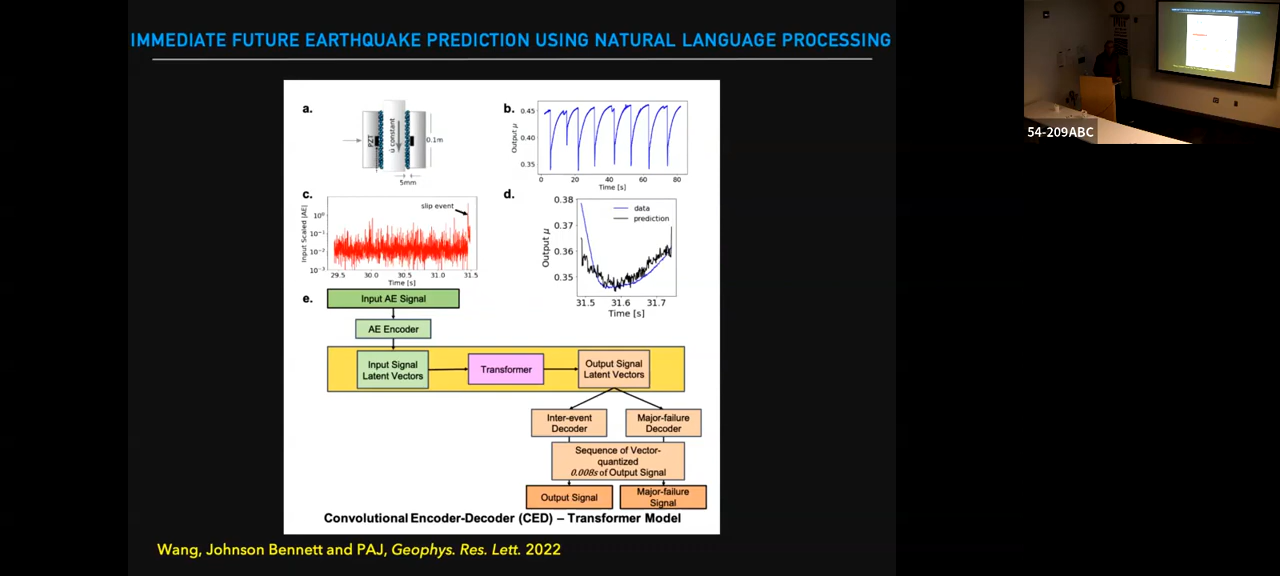 IMMEDIATE FUTURE EARTHQUAKE PREDICTION USING NATURAL LANGUAGE PROCESSING
54-209ABC
a.
PZT
u̇ constant
0.1m
5mm
b.
Output μ
0.45
0.40
0.35
0
20
40
60
80
Time [s]
c.
Input Scaled |AE|
slip event
10⁰
10⁻¹
10⁻²
10⁻³
29.5
30.0
30.5
31.0
31.5
Time [s]
d.
Output μ
0.38
0.37
0.36
0.35
data
prediction
31.5
31.6
31.7
Time [s]
e.
Input AE Signal
AE Encoder
Input Signal
Latent Vectors
Transformer
Output Signal
Latent Vectors
Inter-event
Decoder
Major-failure
Decoder
Sequence of Vector-
quantized
0.008s of Output Signal
Output Signal
Major-failure
Signal
Convolutional Encoder-Decoder (CED) – Transformer Model
Wang, Johnson Bennett and PAJ, Geophys. Res. Lett. 2022